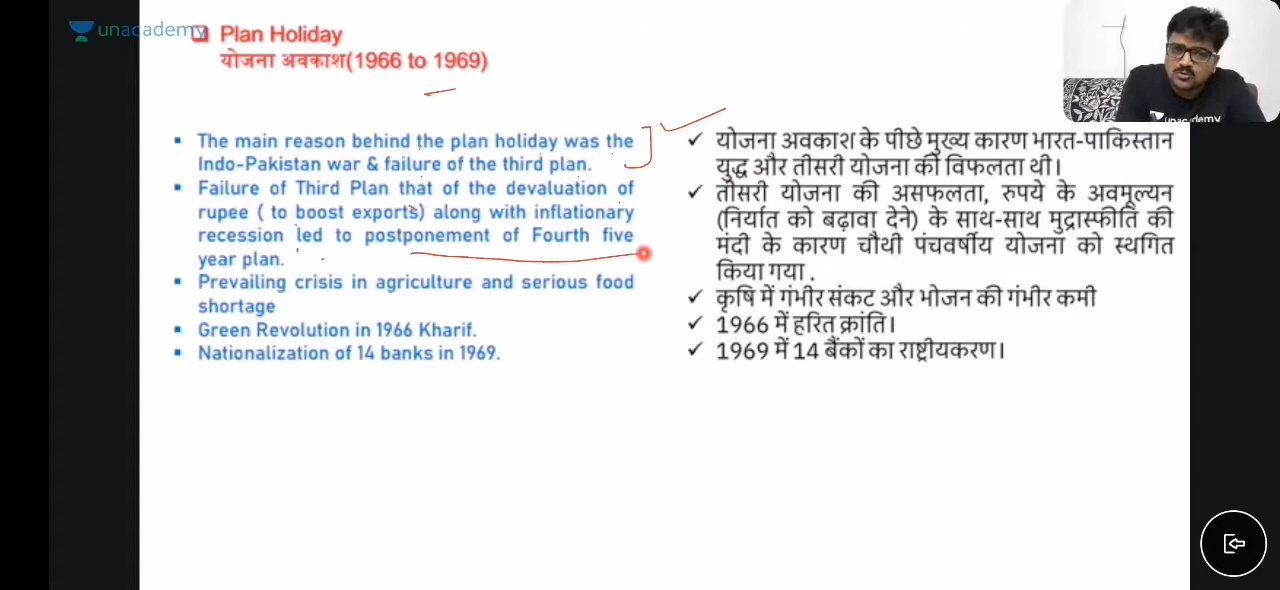 unacademy
Plan Holiday
योजना अवकाश(1966 to 1969)
The main reason behind the plan holiday was the
Indo-Pakistan war & failure of the third plan.
Failure of Third Plan that of the devaluation of
rupee ( to boost exports) along with inflationary
recession led to postponement of Fourth five
year plan.
Prevailing crisis in agriculture and serious food
shortage
Green Revolution in 1966 Kharif.
Nationalization of 14 banks in 1969.
योजना अवकाश के पीछे मुख्य कारण भारत-पाकिस्तान
युद्ध और तीसरी योजना की विफलता थी।
तीसरी योजना की असफलता, रुपये के अवमूल्यन
(निर्यात को बढ़ावा देने) के साथ-साथ मुद्रास्फीति की
मंदी के कारण चौथी पंचवर्षीय योजना को स्थगित
किया गया .
कृषि में गंभीर संकट और भोजन की गंभीर कमी
1966 में हरित क्रांति।
1969 में 14 बैंकों का राष्ट्रीयकरण।
unacademy